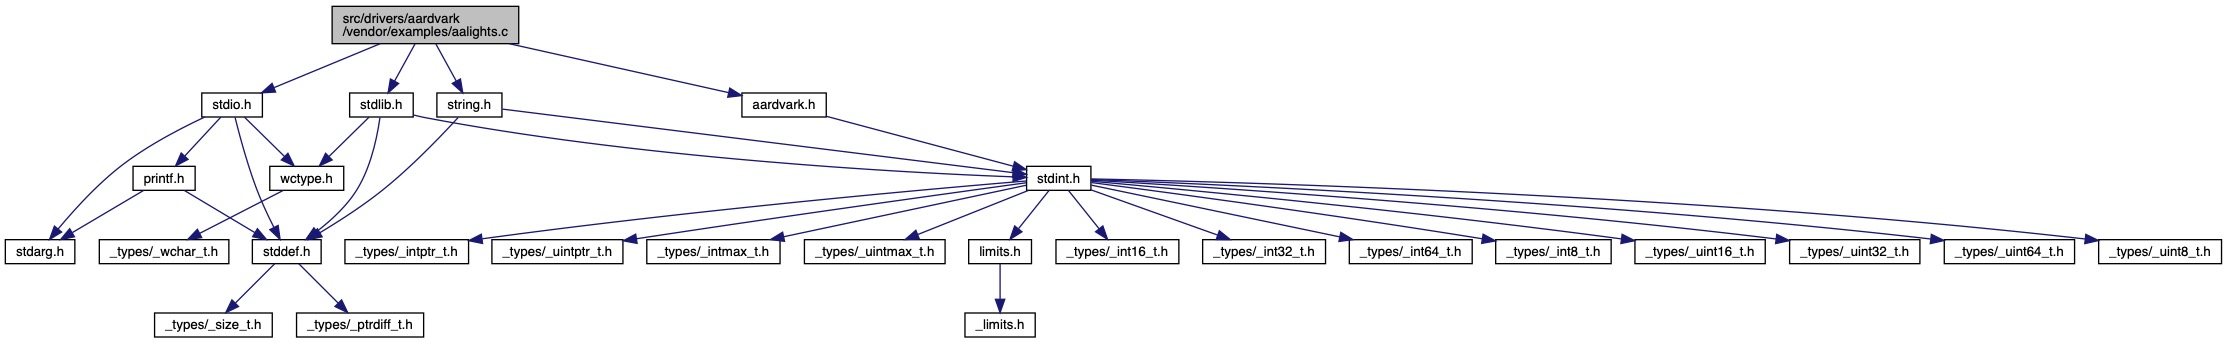 src/drivers/aardvark
/vendor/examples/aalights.c
stdio.h
stdlib.h
string.h
aardvark.h
printf.h
wctype.h
stdint.h
stdarg.h
_types/_wchar_t.h
stddef.h
_types/_intptr_t.h
_types/_uintptr_t.h
_types/_intmax_t.h
_types/_uintmax_t.h
limits.h
_types/_int16_t.h
_types/_int32_t.h
_types/_int64_t.h
_types/_int8_t.h
_types/_uint16_t.h
_types/_uint32_t.h
_types/_uint64_t.h
_types/_uint8_t.h
_types/_size_t.h
_types/_ptrdiff_t.h
_limits.h